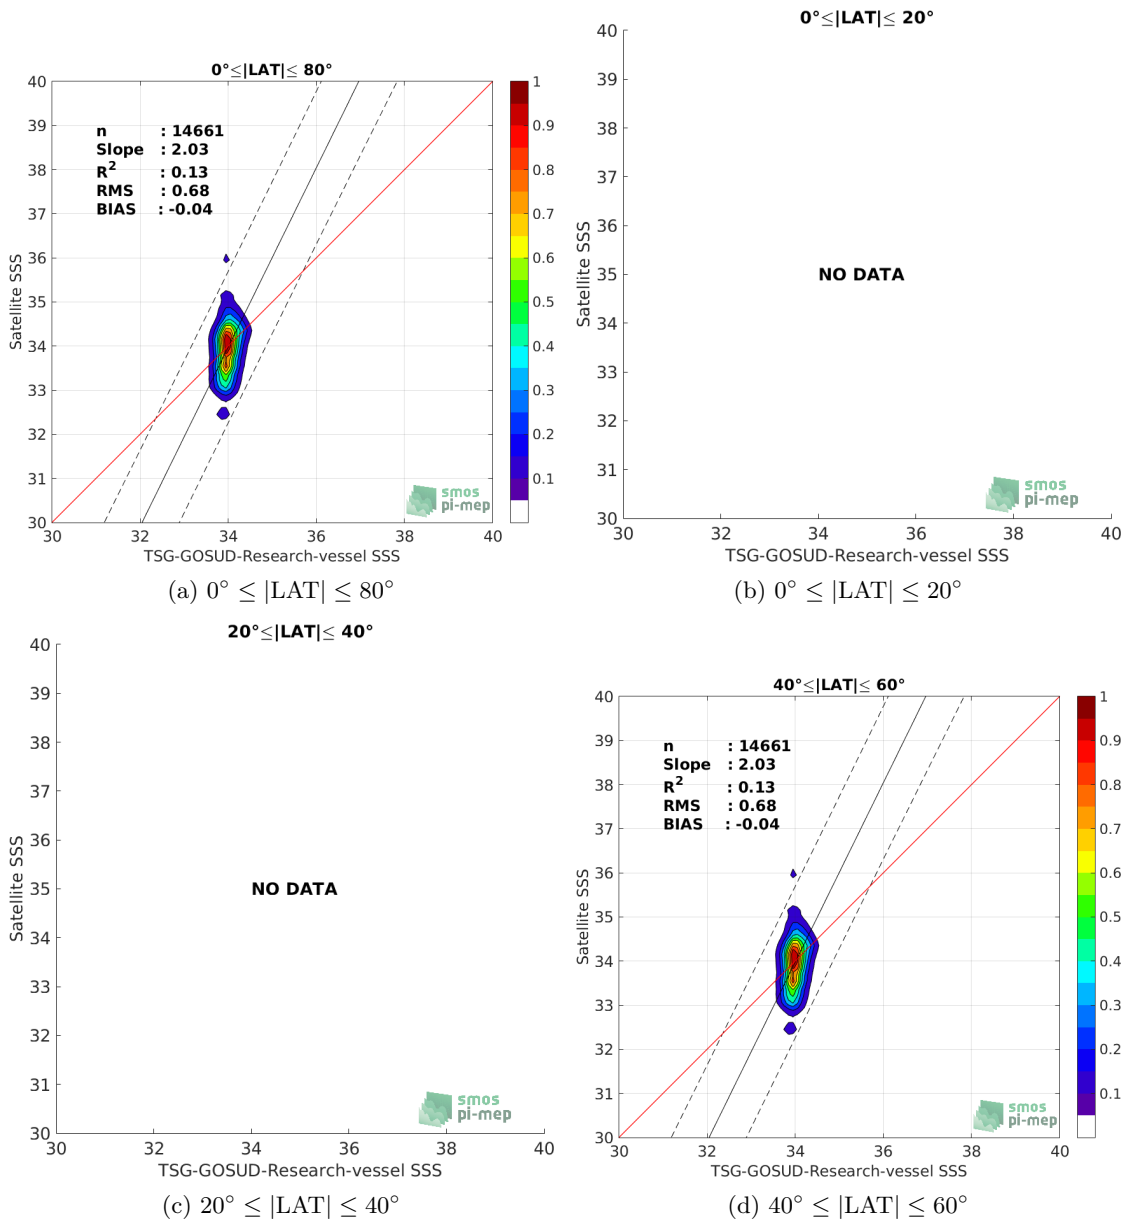 0°≤|LAT|≤ 80°
40
39
38
37
36
35
34
33
32
31
30
Satellite SSS
n : 14661
Slope : 2.03
R² : 0.13
RMS : 0.68
BIAS : -0.04
smos
pi-mep
30 32 34 36 38 40
TSG-GOSUD-Research-vessel SSS
1
0.9
0.8
0.7
0.6
0.5
0.4
0.3
0.2
0.1
(a) 0° ≤ |LAT| ≤ 80°
0°≤|LAT|≤ 20°
40
39
38
37
36
35
34
33
32
31
30
Satellite SSS
NO DATA
smos
pi-mep
30 32 34 36 38 40
TSG-GOSUD-Research-vessel SSS
(b) 0° ≤ |LAT| ≤ 20°
20°≤|LAT|≤ 40°
40
39
38
37
36
35
34
33
32
31
30
Satellite SSS
NO DATA
smos
pi-mep
30 32 34 36 38 40
TSG-GOSUD-Research-vessel SSS
(c) 20° ≤ |LAT| ≤ 40°
40°≤|LAT|≤ 60°
40
39
38
37
36
35
34
33
32
31
30
Satellite SSS
n : 14661
Slope : 2.03
R² : 0.13
RMS : 0.68
BIAS : -0.04
smos
pi-mep
30 32 34 36 38 40
TSG-GOSUD-Research-vessel SSS
1
0.9
0.8
0.7
0.6
0.5
0.4
0.3
0.2
0.1
(d) 40° ≤ |LAT| ≤ 60°